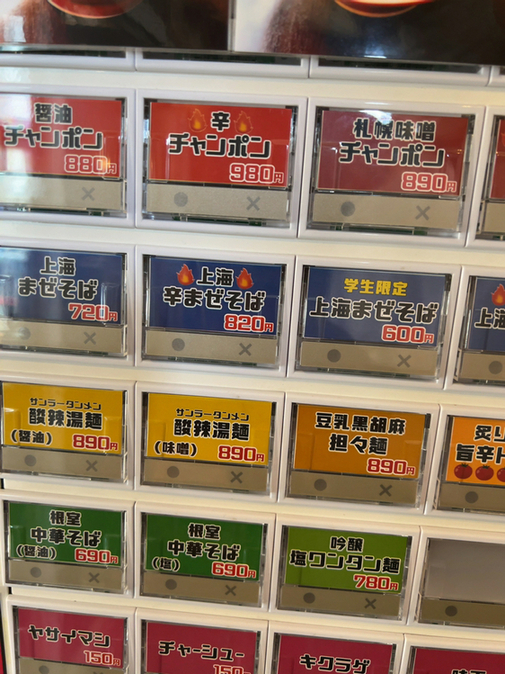 醤油
チャンポン
880円
辛
チャンポン
980円
札幌味噌
チャンポン
890円
上海
まぜそば
720円
上海
辛まぜそば
820円
学生限定
上海まぜそば
600円
上海
サンラータンメン
酸辣湯麺
(醤油) 890円
サンラータンメン
酸辣湯麺
(味噌) 890円
豆乳黒胡麻
担々麺
890円
炙り
旨辛ト
根室
中華そば
(醤油) 690円
根室
中華そば
(塩) 690円
吟醸
塩ワンタン麺
780円
ヤサイマシ
150円
チャーシュー
キクラゲ